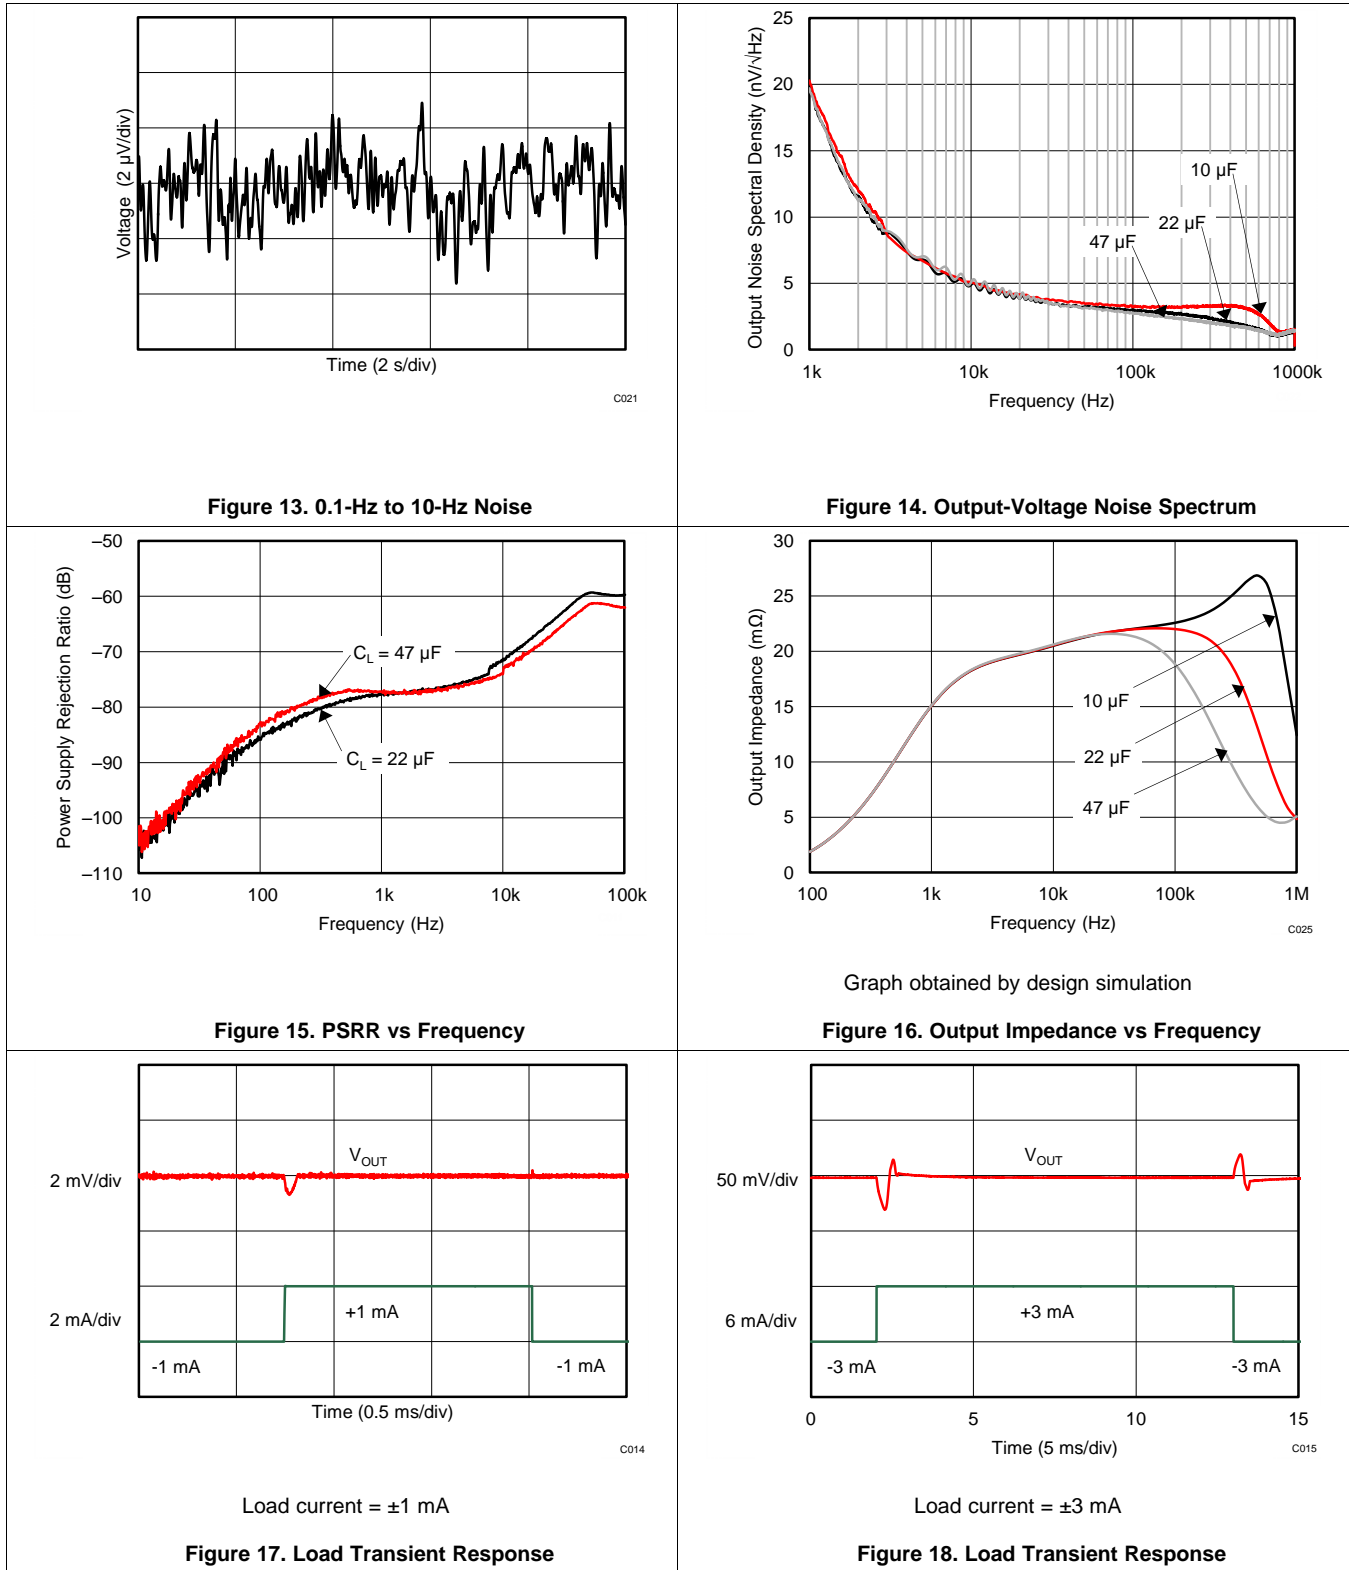 Voltage (2 µV/div)
Time (2 s/div)
C021
Figure 13. 0.1-Hz to 10-Hz Noise
Output Noise Spectral Density (nV/√Hz)
25
20
15
10
5
0
10 µF
22 µF
47 µF
1k 10k 100k 1000k
Frequency (Hz)
Figure 14. Output-Voltage Noise Spectrum
Power Supply Rejection Ratio (dB)
–50
–60
–70
–80
–90
–100
–110
CL = 47 µF
CL = 22 µF
10 100 1k 10k 100k
Frequency (Hz)
Figure 15. PSRR vs Frequency
Output Impedance (mΩ)
30
25
20
15
10
5
0
10 µF
22 µF
47 µF
100 1k 10k 100k 1M
Frequency (Hz)
C025
Graph obtained by design simulation
Figure 16. Output Impedance vs Frequency
VOUT
2 mV/div
2 mA/div
+1 mA
-1 mA -1 mA
Time (0.5 ms/div)
C014
Load current = ±1 mA
Figure 17. Load Transient Response
VOUT
50 mV/div
6 mA/div
+3 mA
-3 mA -3 mA
0 5 10 15
Time (5 ms/div)
C015
Load current = ±3 mA
Figure 18. Load Transient Response